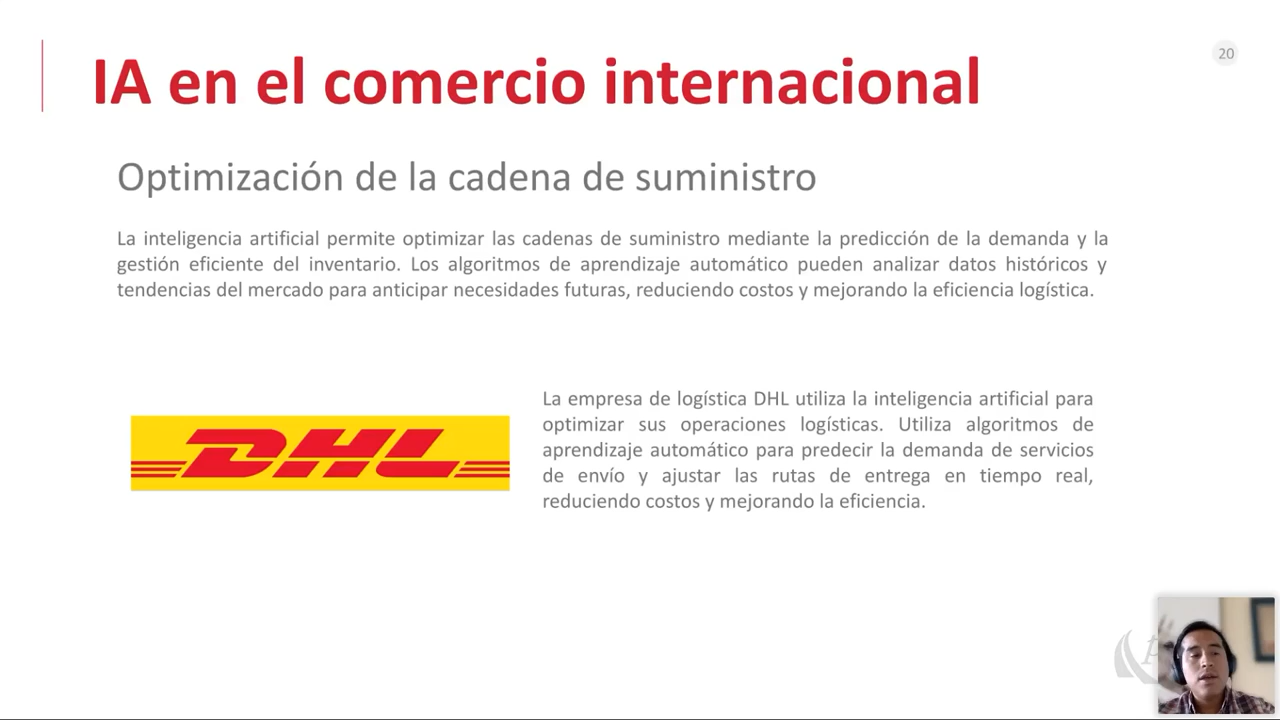 20
IA en el comercio internacional
Optimización de la cadena de suministro
La inteligencia artificial permite optimizar las cadenas de suministro mediante la predicción de la demanda y la
gestión eficiente del inventario. Los algoritmos de aprendizaje automático pueden analizar datos históricos y
tendencias del mercado para anticipar necesidades futuras, reduciendo costos y mejorando la eficiencia logística.
DHL
La empresa de logística DHL utiliza la inteligencia artificial para
optimizar sus operaciones logísticas. Utiliza algoritmos de
aprendizaje automático para predecir la demanda de servicios
de envío y ajustar las rutas de entrega en tiempo real,
reduciendo costos y mejorando la eficiencia.